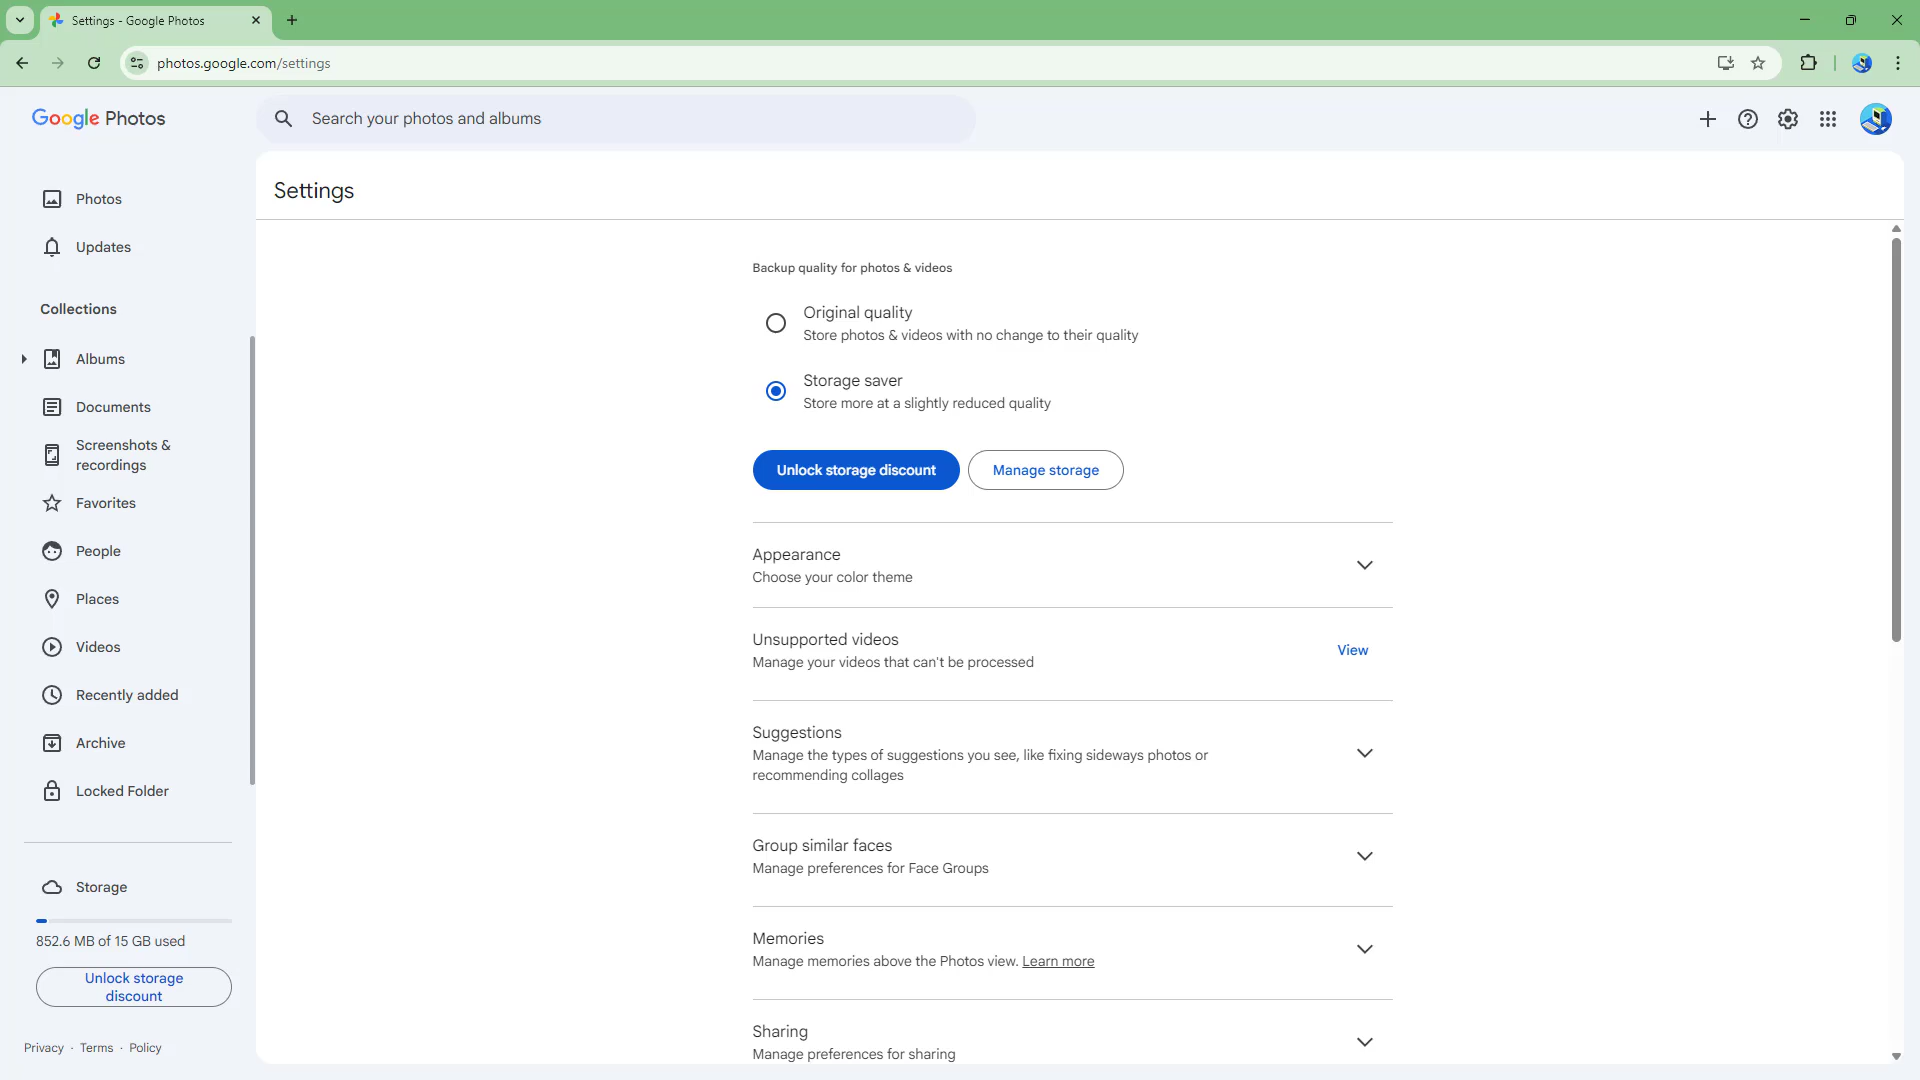 Settings - Google Photos
photos.google.com/settings
Google Photos
Search your photos and albums
Photos
Updates
Collections
Albums
Documents
Screenshots &
recordings
Favorites
People
Places
Videos
Recently added
Archive
Locked Folder
Storage
852.6 MB of 15 GB used
Unlock storage
discount
Privacy · Terms · Policy
Settings
Backup quality for photos & videos
Original quality
Store photos & videos with no change to their quality
Storage saver
Store more at a slightly reduced quality
Unlock storage discount
Manage storage
Appearance
Choose your color theme
Unsupported videos
Manage your videos that can't be processed
View
Suggestions
Manage the types of suggestions you see, like fixing sideways photos or
recommending collages
Group similar faces
Manage preferences for Face Groups
Memories
Manage memories above the Photos view. Learn more
Sharing
Manage preferences for sharing